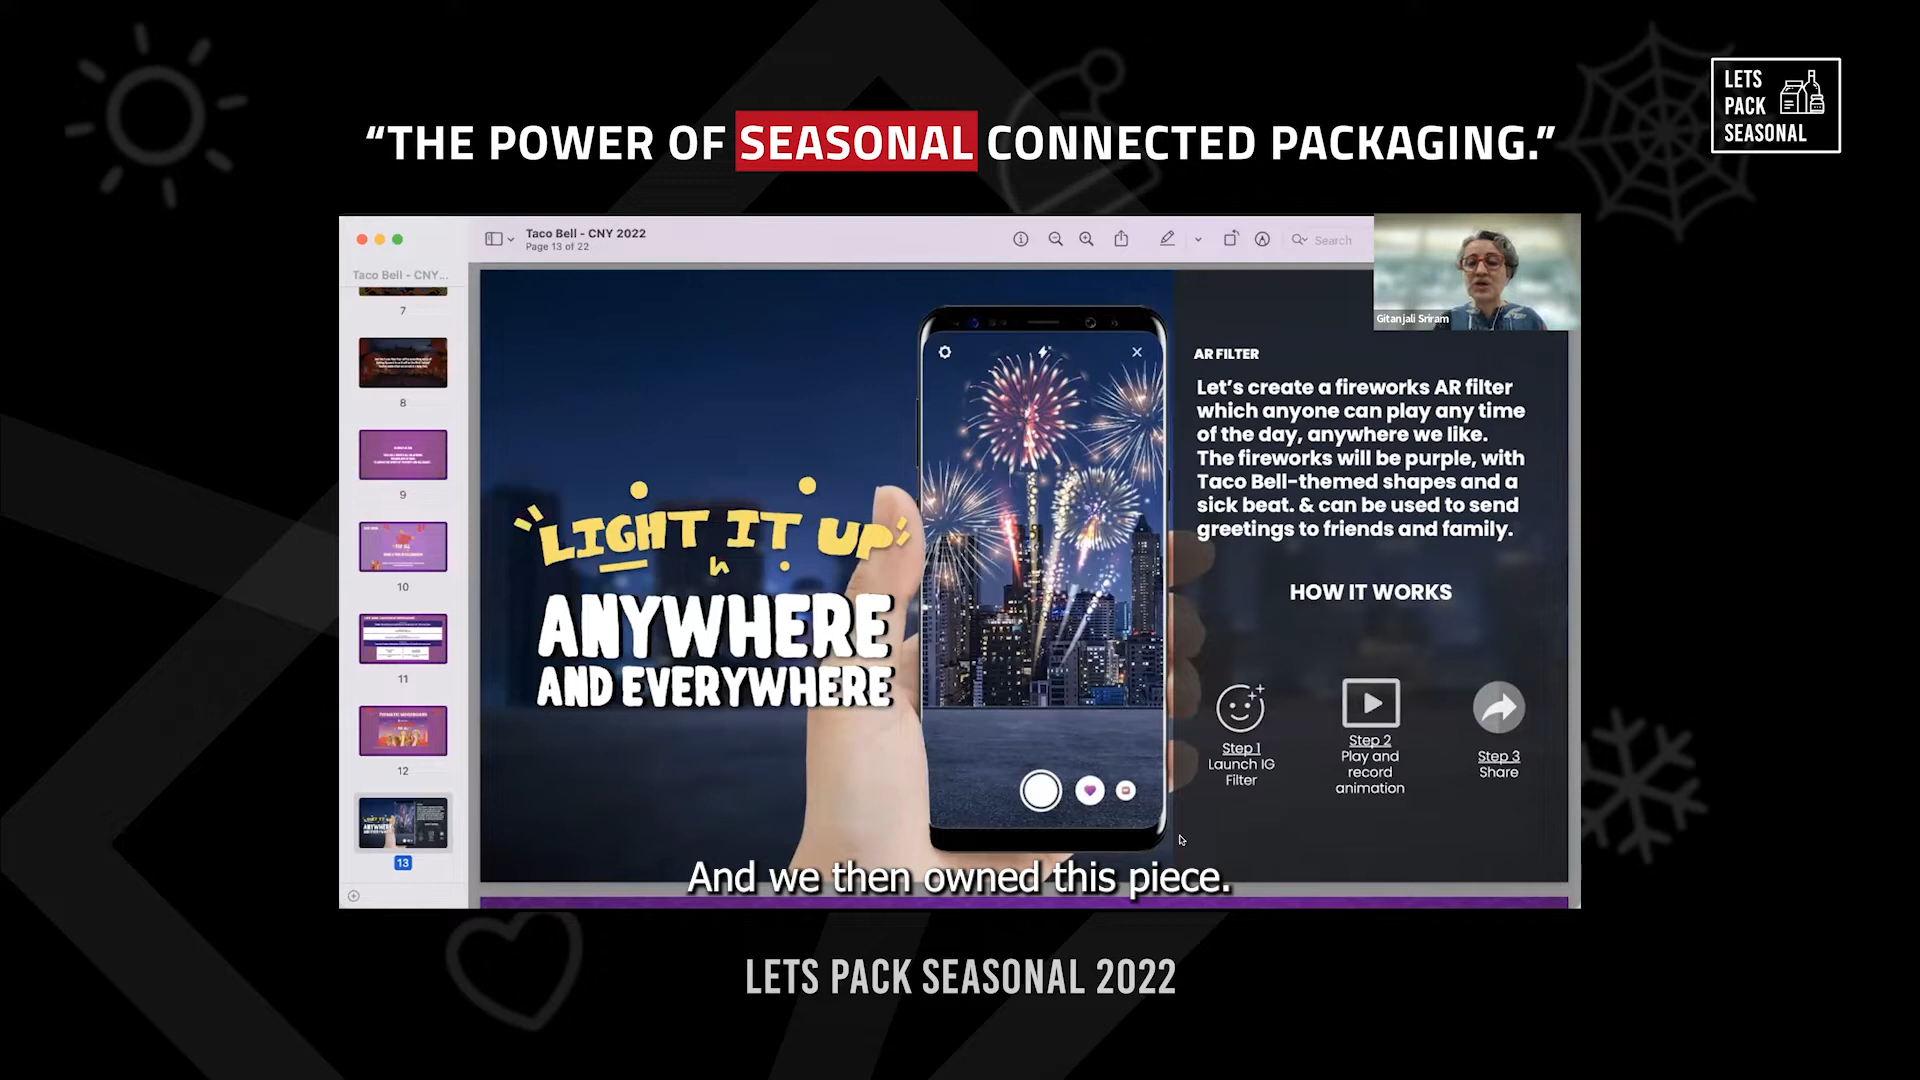 LETS
PACK
SEASONAL
“THE POWER OF SEASONAL CONNECTED PACKAGING.”
Taco Bell - CNY 2022
Page 13 of 22
Search
Taco Bell - CNY...
7
8
9
10
11
12
13
Gitanjali Sriram
LIGHT IT UP
ANYWHERE
AND EVERYWHERE
AR FILTER
Let's create a fireworks AR filter
which anyone can play any time
of the day, anywhere we like.
The fireworks will be purple, with
Taco Bell-themed shapes and a
sick beat. & can be used to send
greetings to friends and family.
HOW IT WORKS
Step 1
Launch IG
Filter
Step 2
Play and
record
animation
Step 3
Share
And we then owned this piece.
LETS PACK SEASONAL 2022